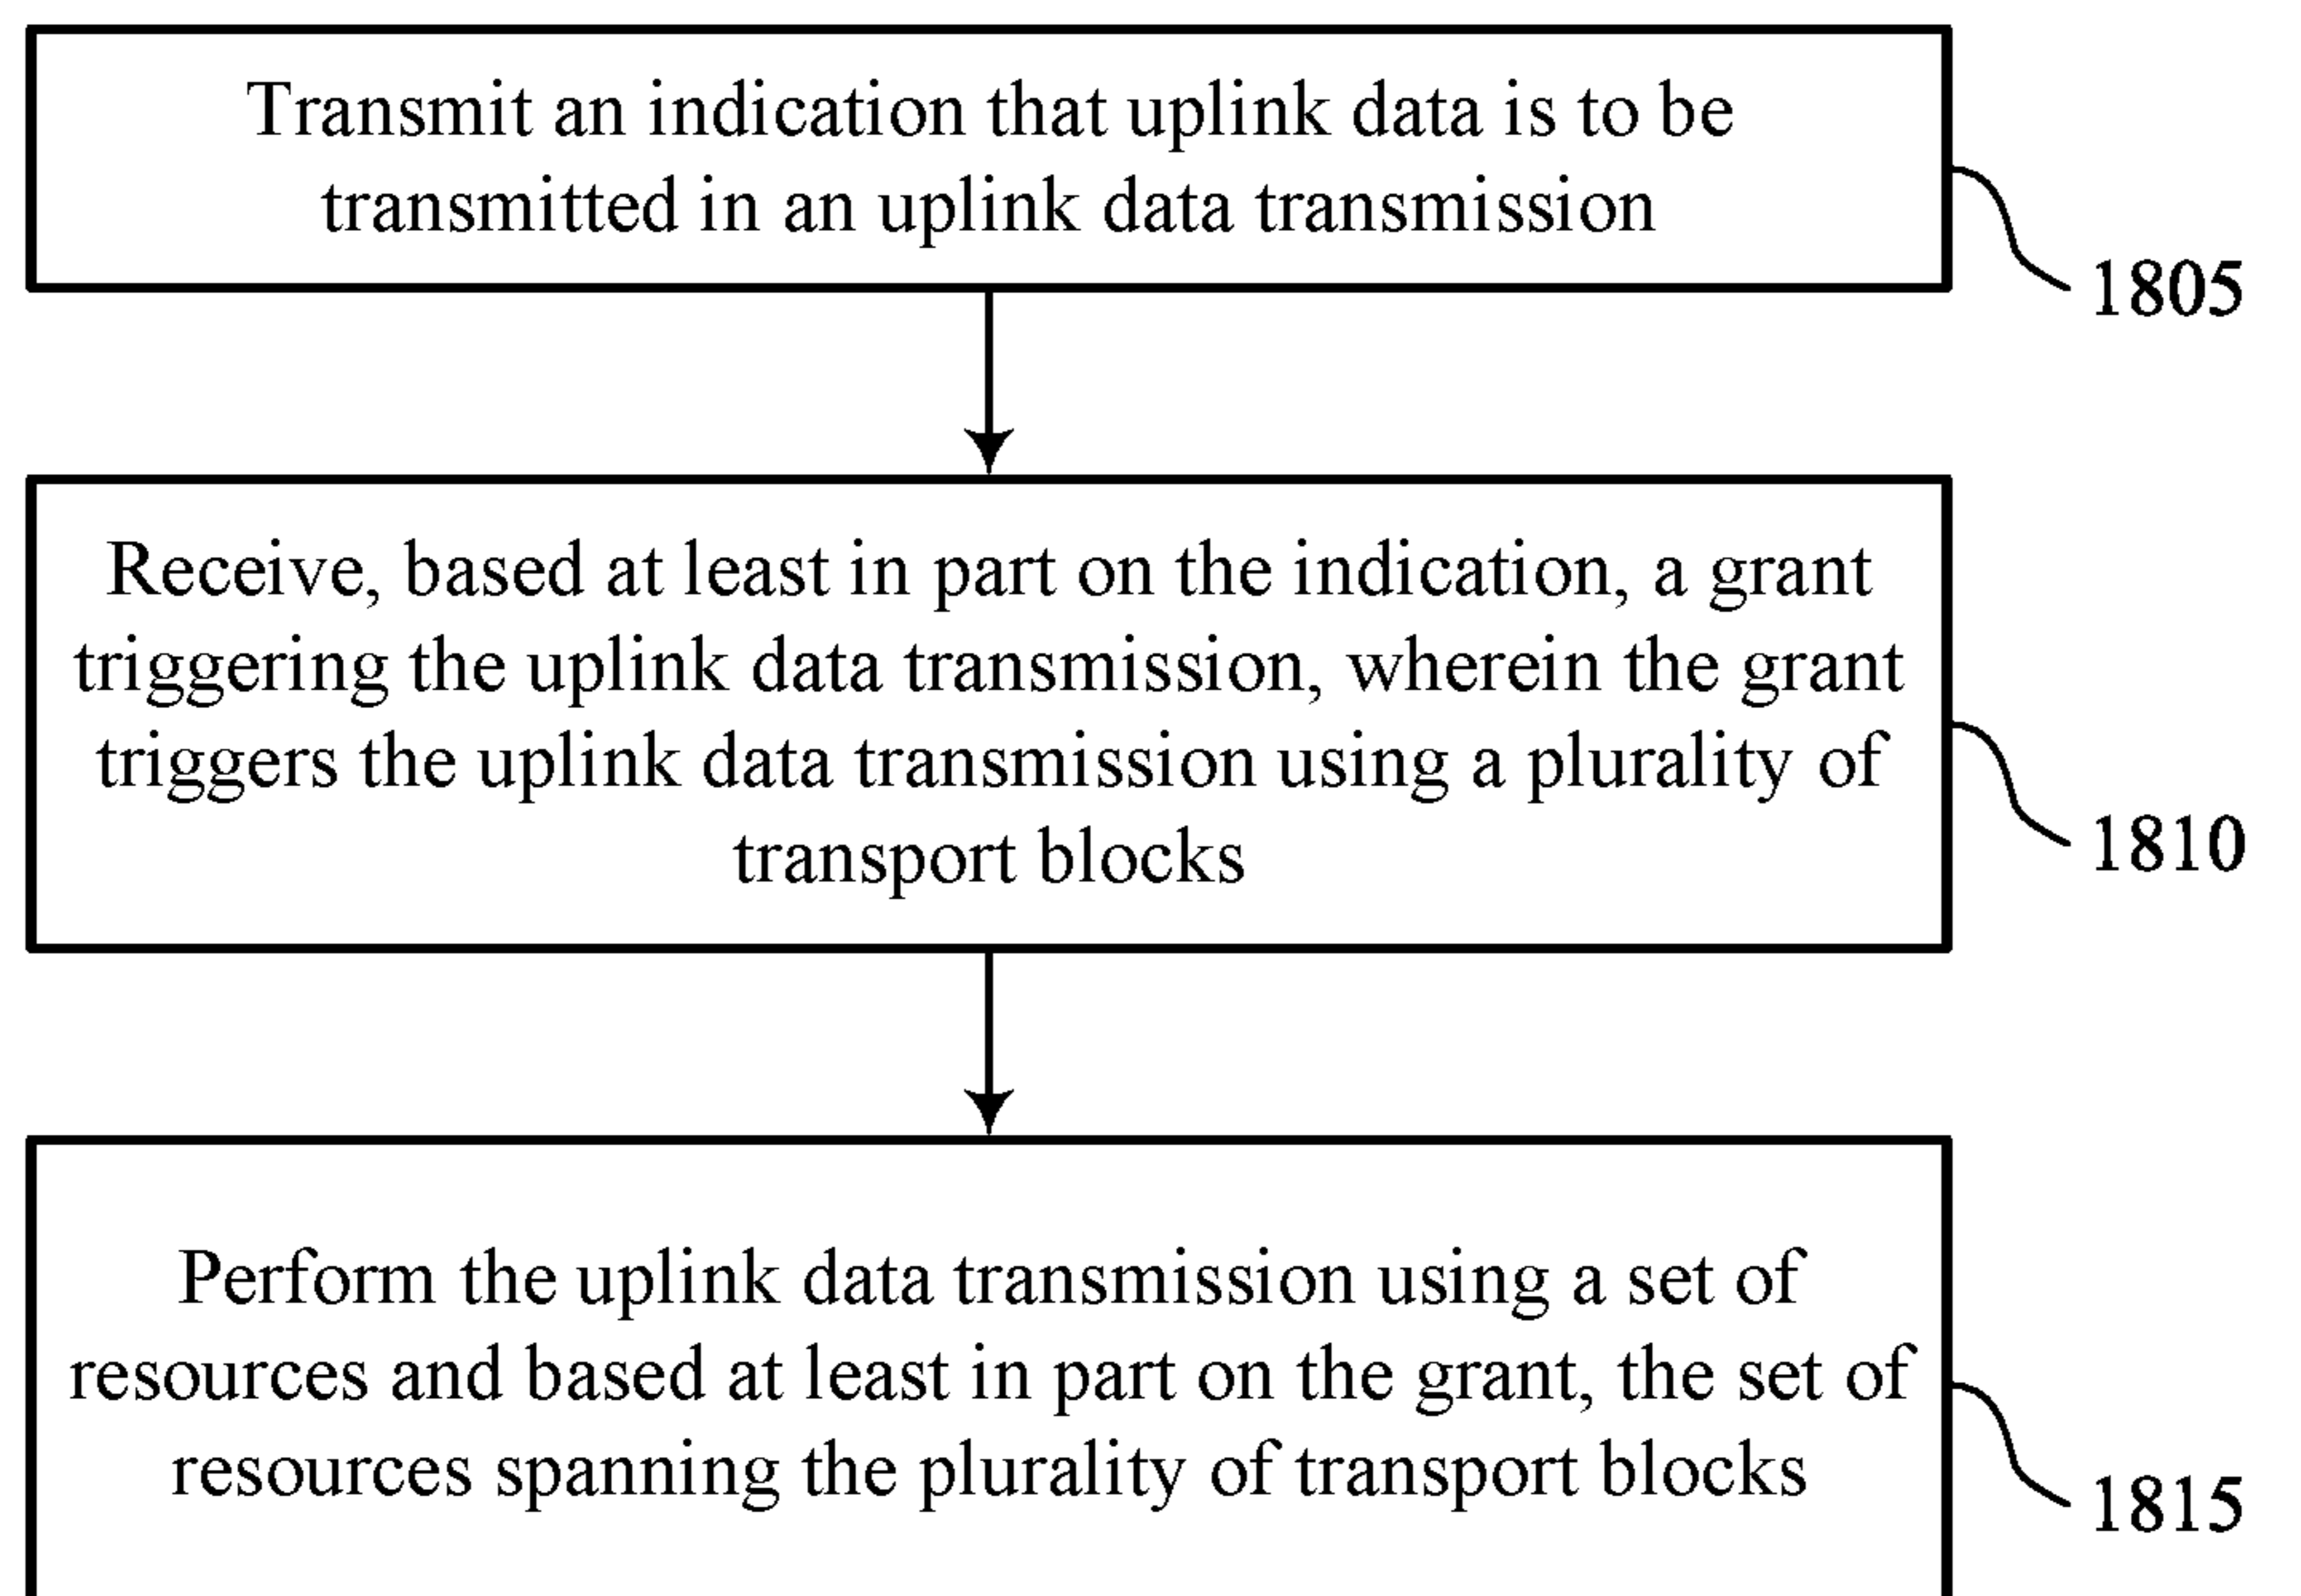 Transmit an indication that uplink data is to be
transmitted in an uplink data transmission
1805
Receive, based at least in part on the indication, a grant
triggering the uplink data transmission, wherein the grant
triggers the uplink data transmission using a plurality of
transport blocks
1810
Perform the uplink data transmission using a set of
resources and based at least in part on the grant, the set of
resources spanning the plurality of transport blocks
1815